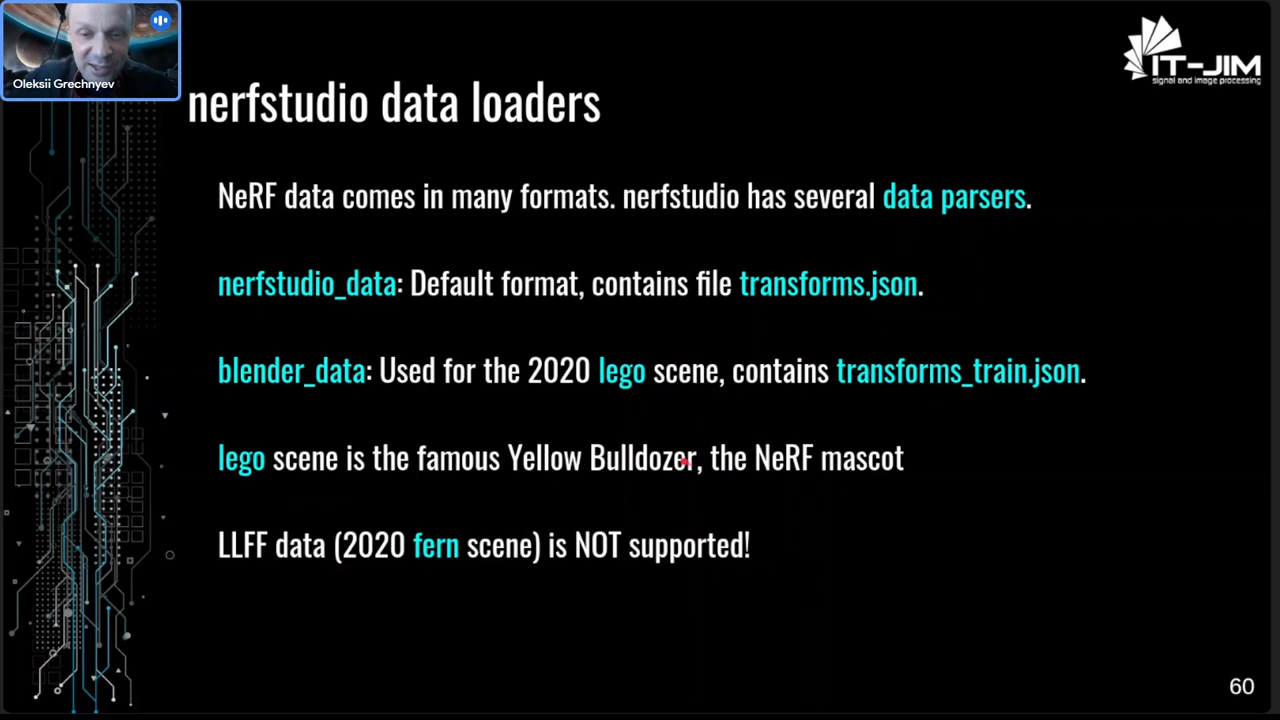 Oleksii Grechnyev
IT-JIM
signal and image processing
nerfstudio data loaders
NeRF data comes in many formats. nerfstudio has several data parsers.
nerfstudio_data: Default format, contains file transforms.json.
blender_data: Used for the 2020 lego scene, contains transforms_train.json.
lego scene is the famous Yellow Bulldozer, the NeRF mascot
LLFF data (2020 fern scene) is NOT supported!
60